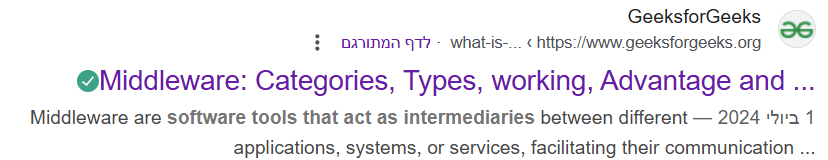 GeeksforGeeks
https://www.geeksforgeeks.org › what-is-... · לדף המתורגם
Middleware: Categories, Types, working, Advantage and ...
1 ביולי 2024 — Middleware are software tools that act as intermediaries between different
applications, systems, or services, facilitating their communication ...